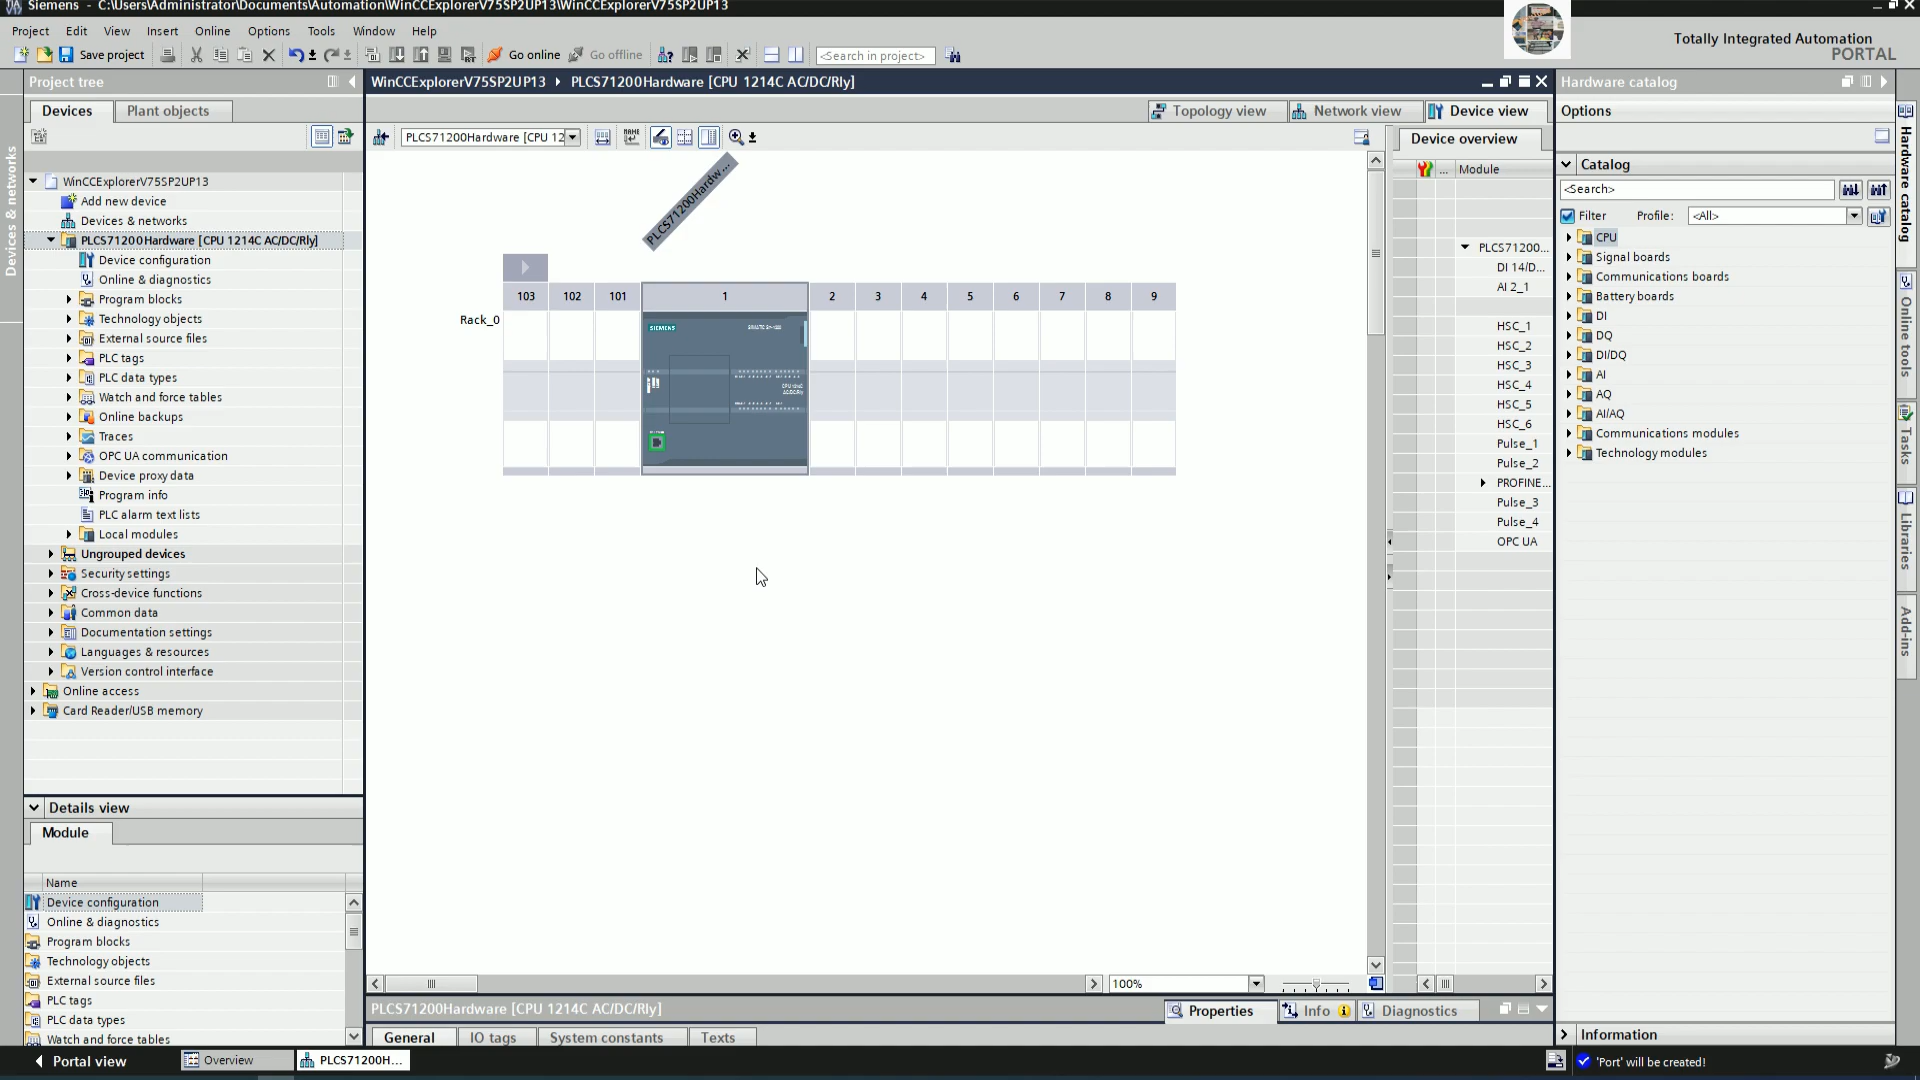 Siemens - C:\Users\Administrator\Documents\Automation\WinCCExplorerV75SP2UP13\WinCCExplorerV75SP2UP13
Project Edit View Insert Online Options Tools Window Help
Totally Integrated Automation
PORTAL
Save project Go online Go offline <Search in project>
Project tree
WinCCExplorerV75SP2UP13 PLCS71200Hardware [CPU 1214C AC/DC/Rly]
Hardware catalog
Devices Plant objects
Topology view Network view Device view
Options
PLCS71200Hardware [CPU 12
Device overview
Devices & networks
WinCCExplorerV75SP2UP13
Add new device
Devices & networks
PLCS71200Hardware [CPU 1214C AC/DC/Rly]
Device configuration
Online & diagnostics
Program blocks
Technology objects
External source files
PLC tags
PLC data types
Watch and force tables
Online backups
Traces
OPC UA communication
Device proxy data
Program info
PLC alarm text lists
Local modules
Ungrouped devices
Security settings
Cross-device functions
Common data
Documentation settings
Languages & resources
Version control interface
Online access
Card Reader/USB memory
Details view
Module
Name
Device configuration
Online & diagnostics
Program blocks
Technology objects
External source files
PLC tags
PLC data types
Watch and force tables
PLCS71200Hardw...
103 102 101 1 2 3 4 5 6 7 8 9
Rack_0
SIEMENS
100%
... Module
PLCS71200...
DI 14/D...
AI 2_1
HSC_1
HSC_2
HSC_3
HSC_4
HSC_5
HSC_6
Pulse_1
Pulse_2
PROFINE...
Pulse_3
Pulse_4
OPC UA
Catalog
<Search>
Filter Profile: <All>
CPU
Signal boards
Communications boards
Battery boards
DI
DQ
DI/DQ
AI
AQ
AI/AQ
Communications modules
Technology modules
Information
Hardware catalog
Online tools
Tasks
Libraries
Add-ins
PLCS71200Hardware [CPU 1214C AC/DC/Rly]
Properties Info Diagnostics
General IO tags System constants Texts
Portal view Overview PLCS71200H...
'Port' will be created!